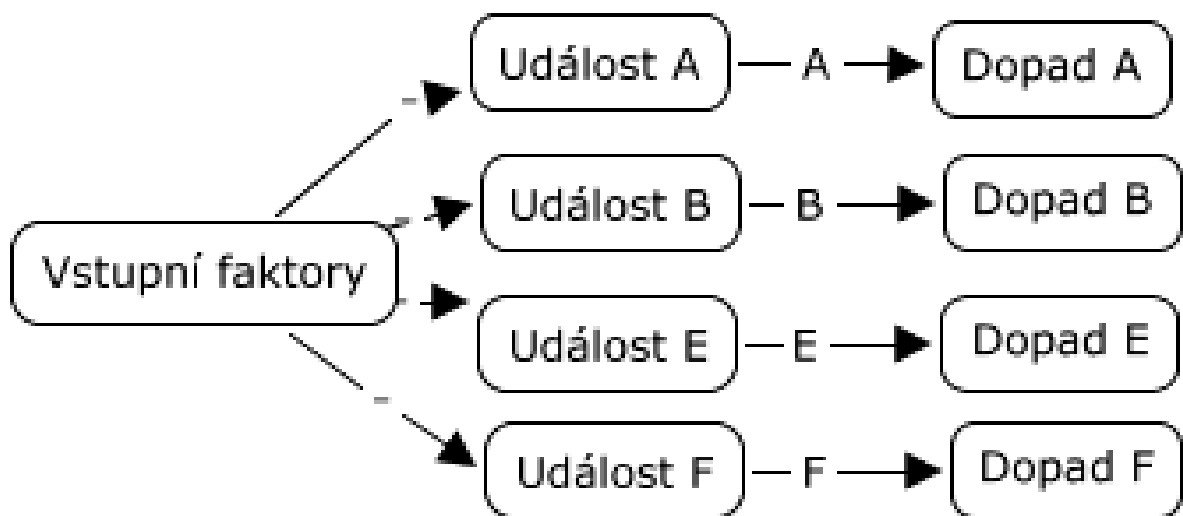 Událost A
A
Dopad A
Událost B
B
Dopad B
Vstupní faktory
Událost E
E
Dopad E
Událost F
F
Dopad F